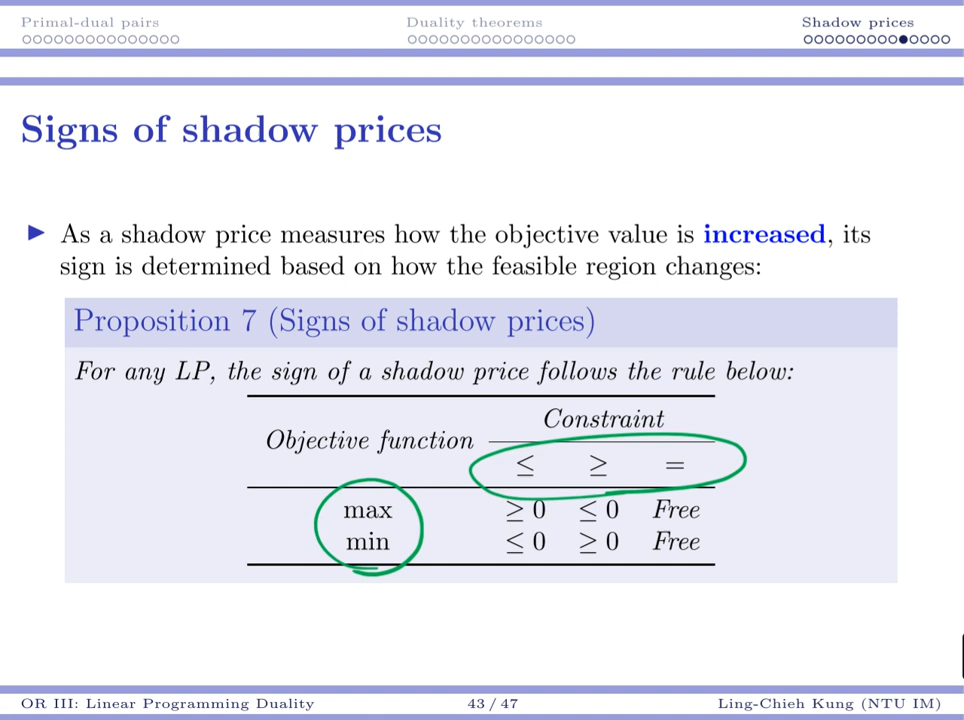 Primal-dual pairs Duality theorems Shadow prices
Signs of shadow prices
As a shadow price measures how the objective value is increased, its
sign is determined based on how the feasible region changes:
Proposition 7 (Signs of shadow prices)
For any LP, the sign of a shadow price follows the rule below:
Constraint
Objective function
≤ ≥ =
max ≥ 0 ≤ 0 Free
min ≤ 0 ≥ 0 Free
OR III: Linear Programming Duality 43 / 47 Ling-Chieh Kung (NTU IM)